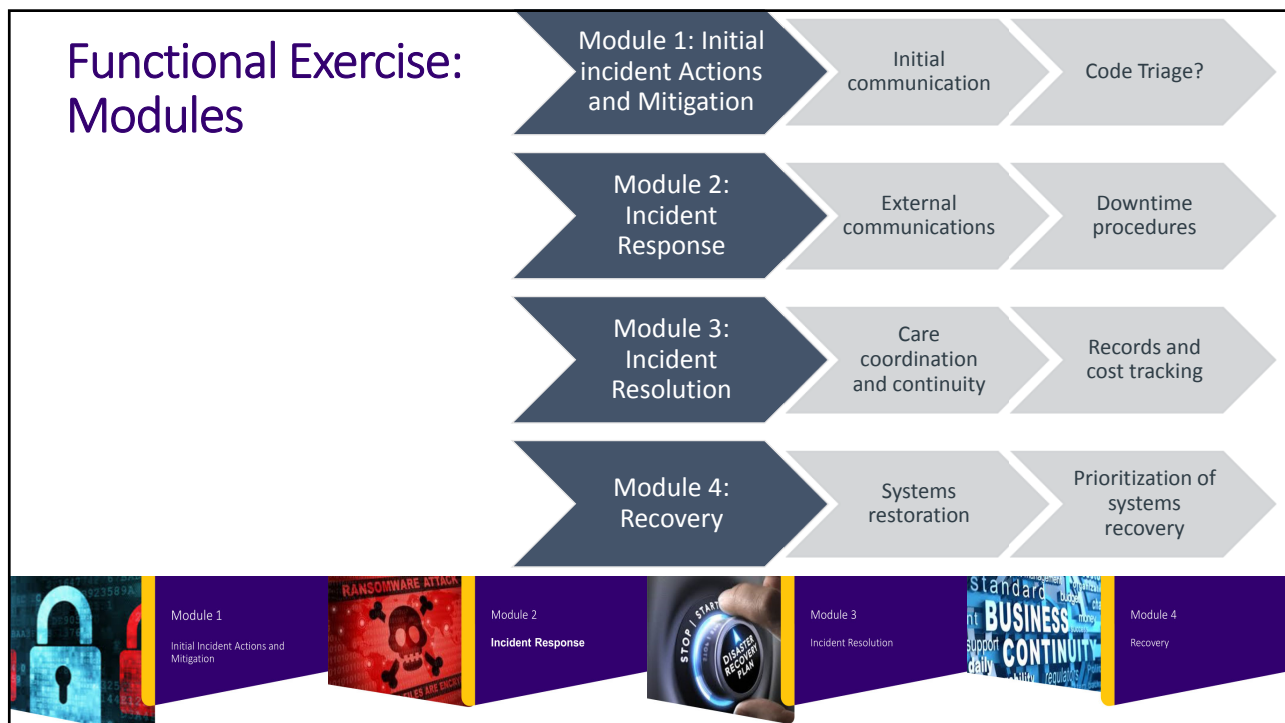 Functional Exercise:
Modules
Module 1: Initial
incident Actions
and Mitigation
Initial
communication
Code Triage?
Module 2:
Incident
Response
External
communications
Downtime
procedures
Module 3:
Incident
Resolution
Care
coordination
and continuity
Records and
cost tracking
Module 4:
Recovery
Systems
restoration
Prioritization of
systems
recovery
Module 1
Initial Incident Actions and
Mitigation
RANSOMWARE ATTACK
Module 2
Incident Response
STOP | START
DISASTER
RECOVERY
PLAN
Module 3
Incident Resolution
Standard
budget
BUSINESS
money
CONTINUITY
support
daily
Module 4
Recovery